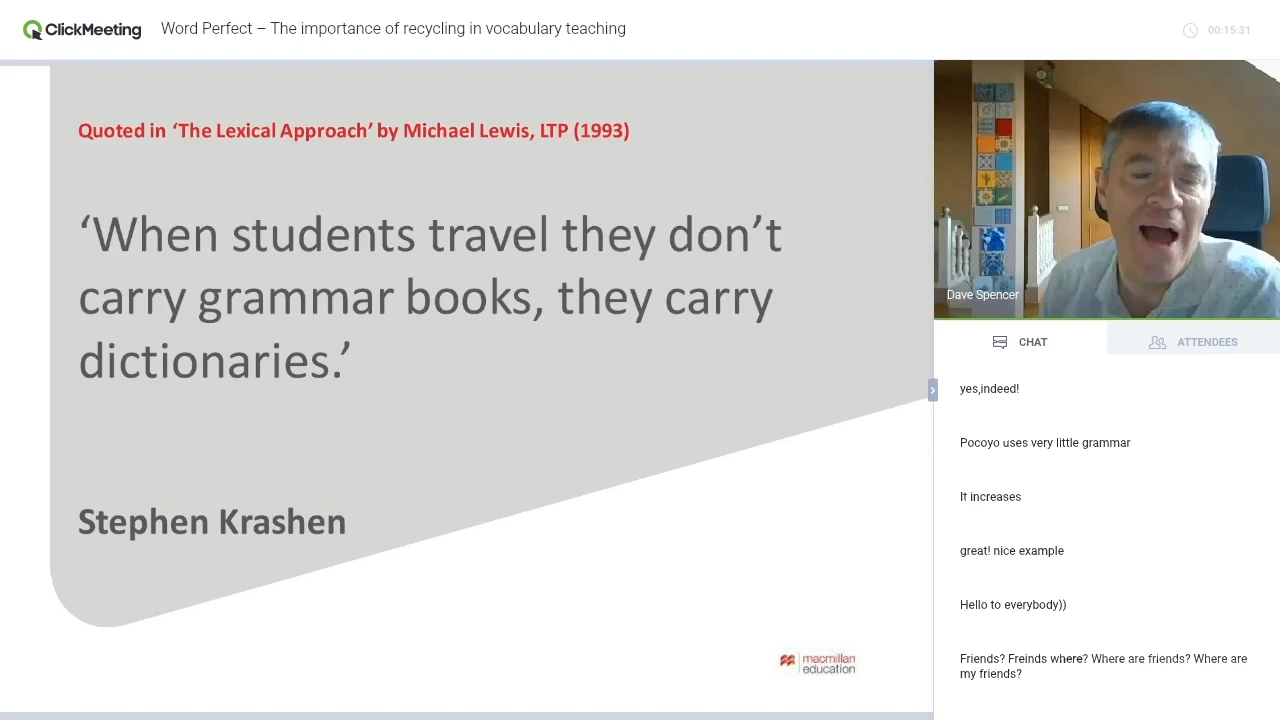 ClickMeeting
Word Perfect – The importance of recycling in vocabulary teaching
00:15:31
Quoted in ‘The Lexical Approach’ by Michael Lewis, LTP (1993)
‘When students travel they don’t
carry grammar books, they carry
dictionaries.’
Stephen Krashen
macmillan
education
Dave Spencer
CHAT
ATTENDEES
yes,indeed!
Pocoyo uses very little grammar
It increases
great! nice example
Hello to everybody))
Friends? Freinds where? Where are friends? Where are
my friends?